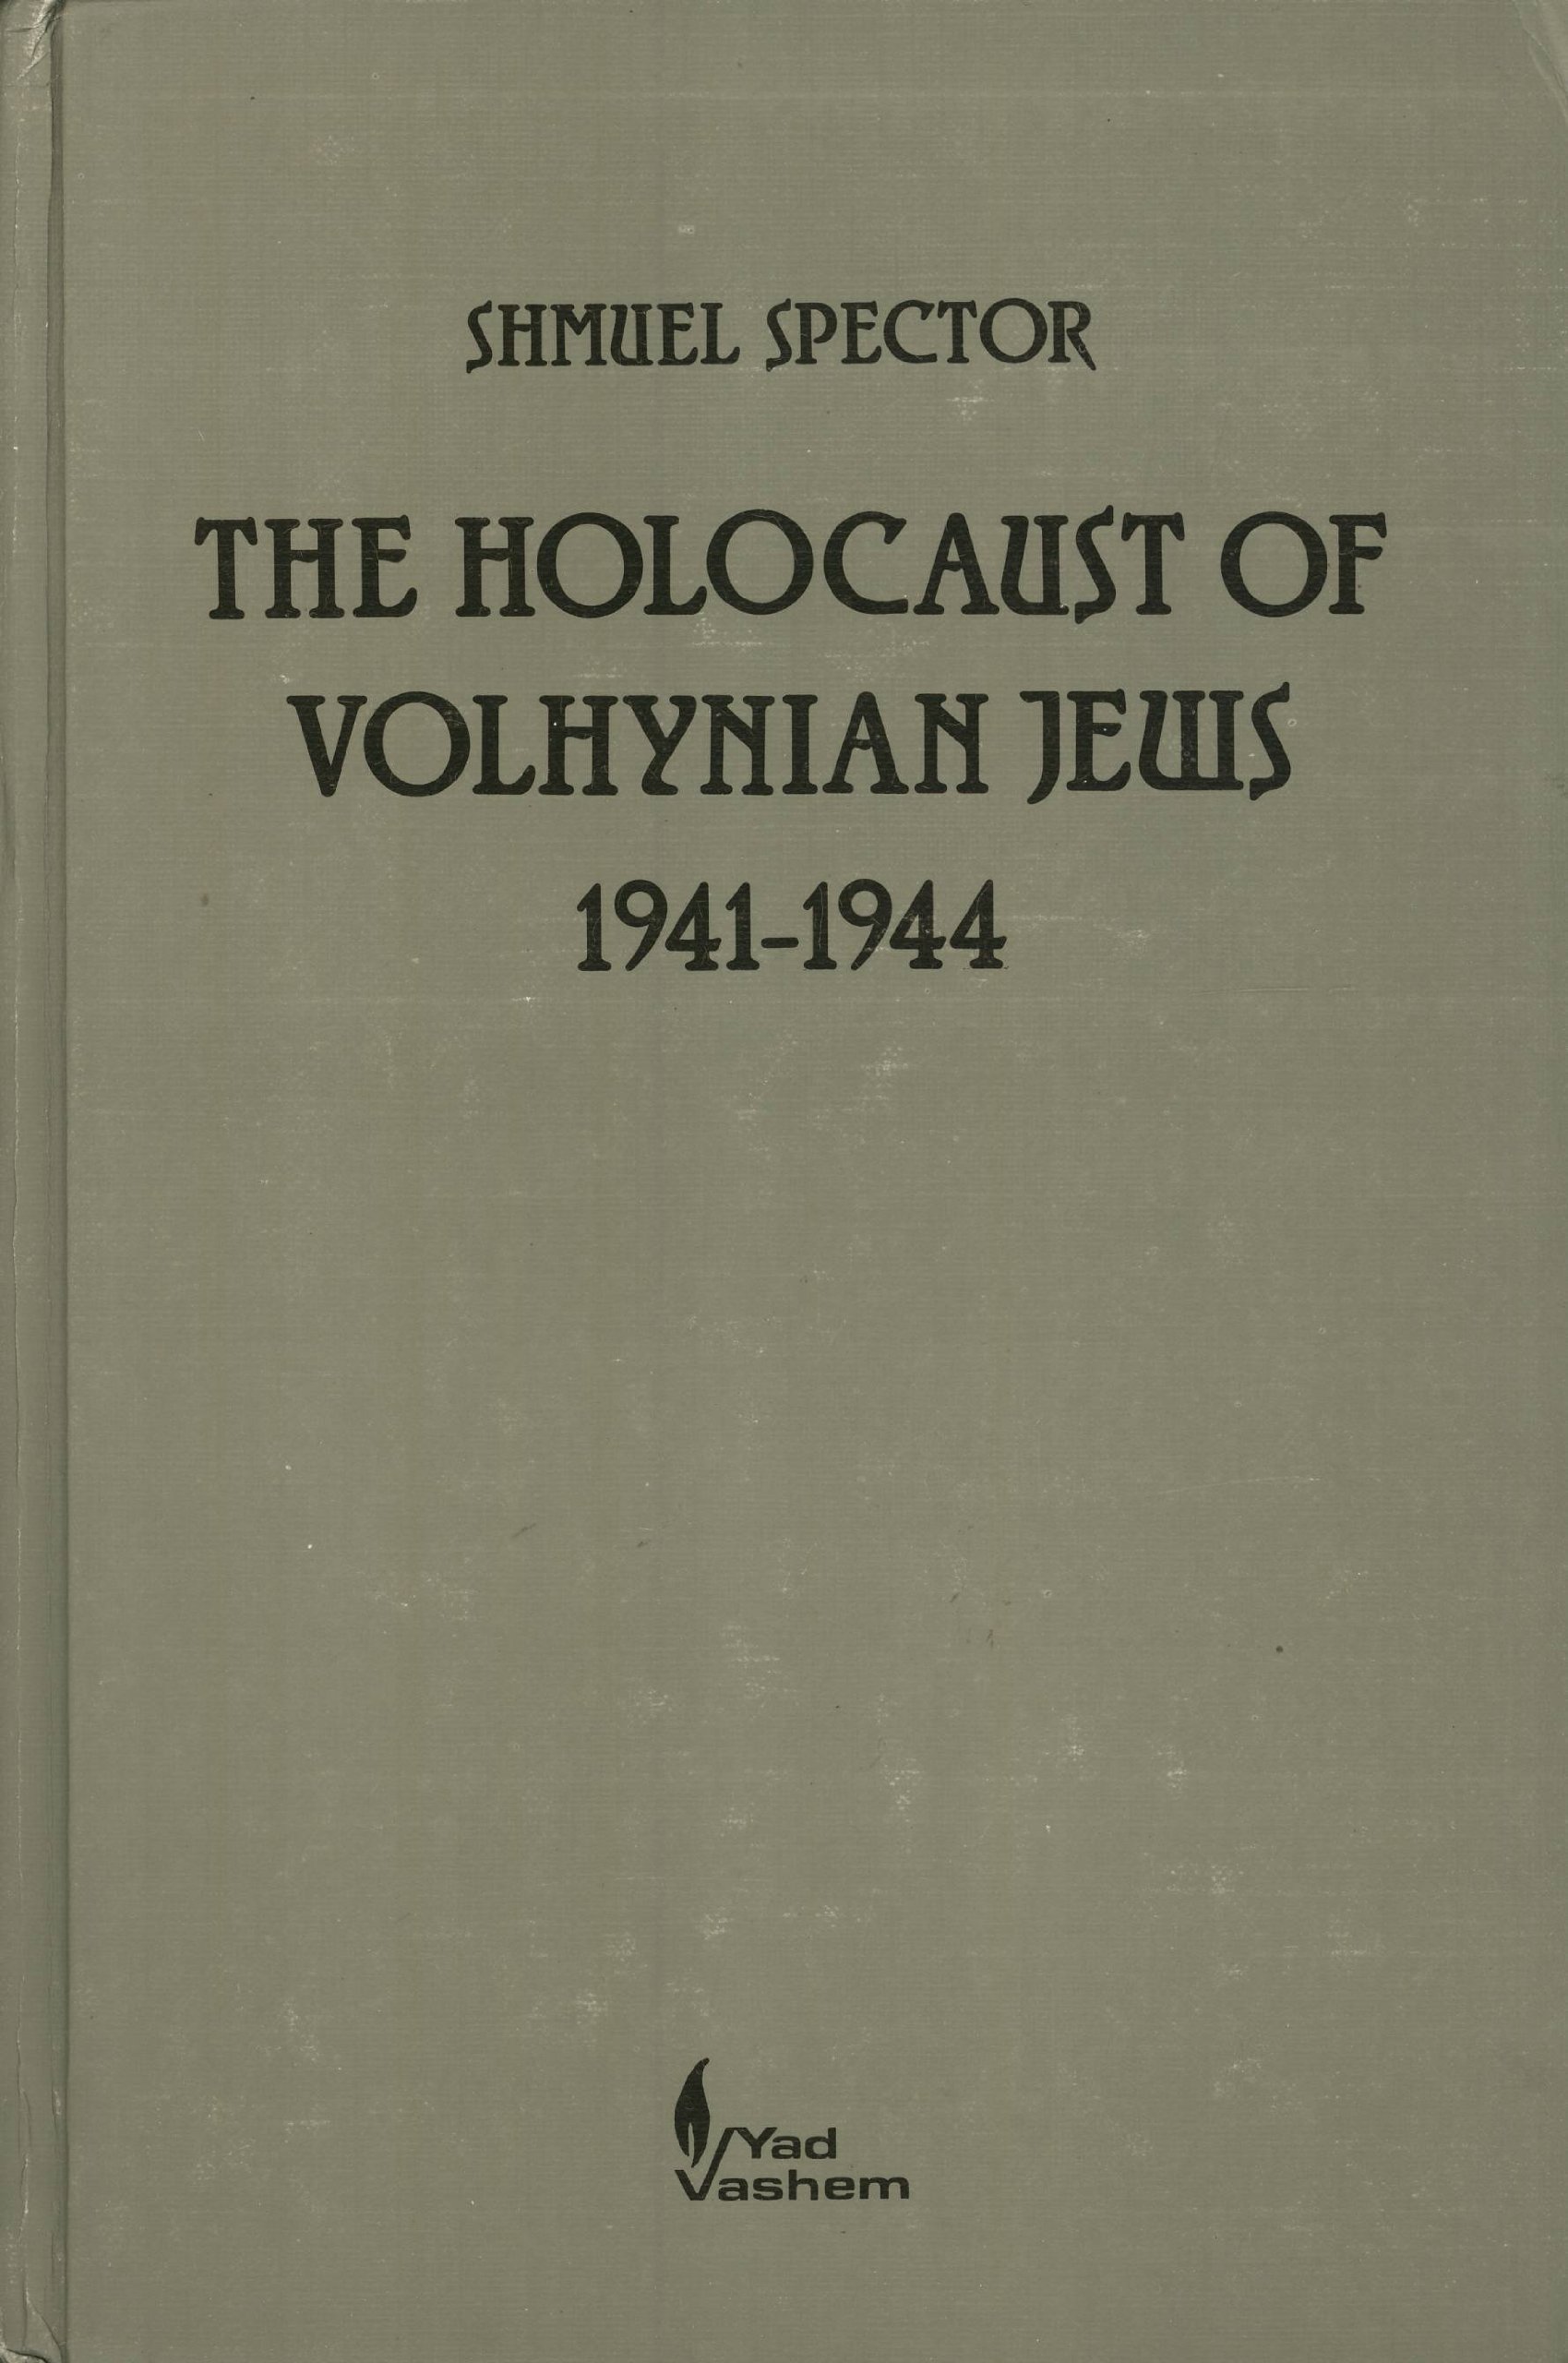 SHMUEL SPECTOR
THE HOLOCAUST OF
VOLHYNIAN JEWS
1941-1944
Yad
Vashem